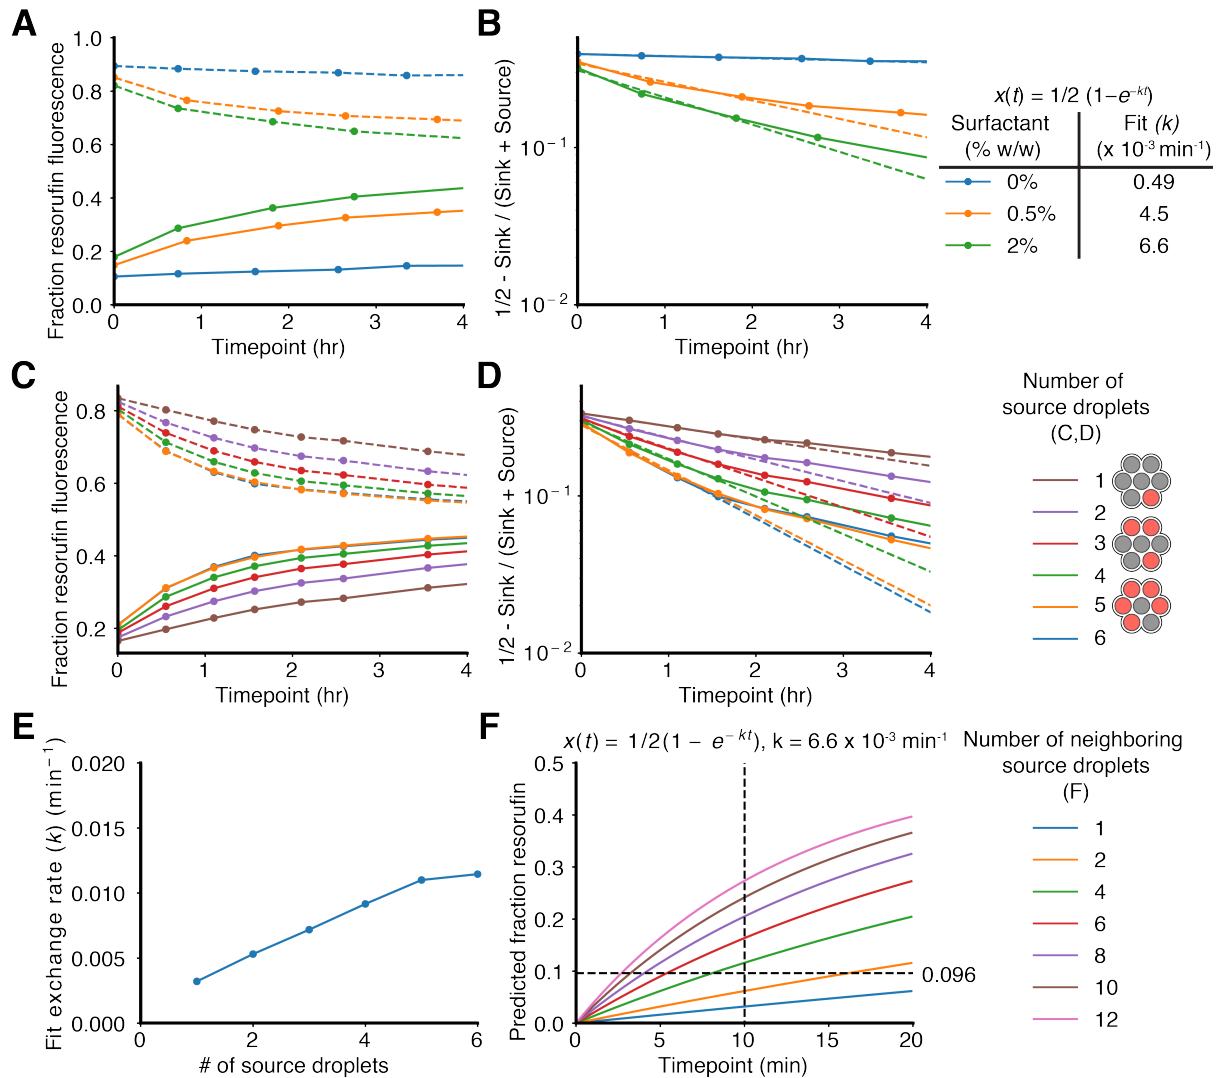 A
Fraction resorufin fluorescence
1.0
0.8
0.6
0.4
0.2
0.0
0
1
2
3
4
Timepoint (hr)
B
1/2 - Sink / (Sink + Source)
10⁻¹
10⁻²
0
1
2
3
4
Timepoint (hr)
x(t) = 1/2 (1−e⁻ᵏᵗ)
Surfactant
(% w/w)
Fit (k)
(x 10⁻³ min⁻¹)
0%
0.49
0.5%
4.5
2%
6.6
C
Fraction resorufin fluorescence
0.8
0.6
0.4
0.2
0
1
2
3
4
Timepoint (hr)
D
1/2 - Sink / (Sink + Source)
10⁻¹
10⁻²
0
1
2
3
4
Timepoint (hr)
Number of
source droplets
(C,D)
1
2
3
4
5
6
E
Fit exchange rate (k) (min⁻¹)
0.020
0.015
0.010
0.005
0.000
0
2
4
6
# of source droplets
F
x(t) = 1/2(1 − e⁻ᵏᵗ), k = 6.6 x 10⁻³ min⁻¹
Predicted fraction resorufin
0.5
0.4
0.3
0.2
0.1
0.0
0.096
0
5
10
15
20
Timepoint (min)
Number of neighboring
source droplets
(F)
1
2
4
6
8
10
12